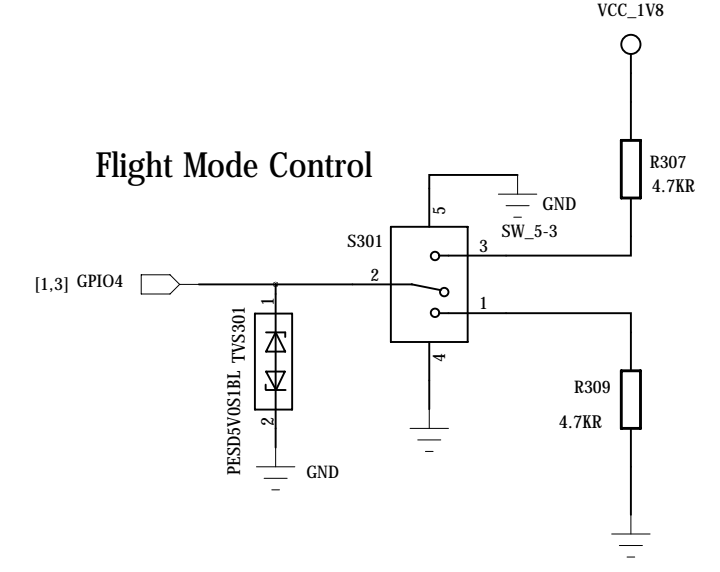 VCC_1V8
Flight Mode Control
R307
4.7KR
5
GND
SW_5-3
S301
3
[1,3] GPIO4
2
1
1
PESD5V0S1BL TVS301
2
4
R309
4.7KR
GND